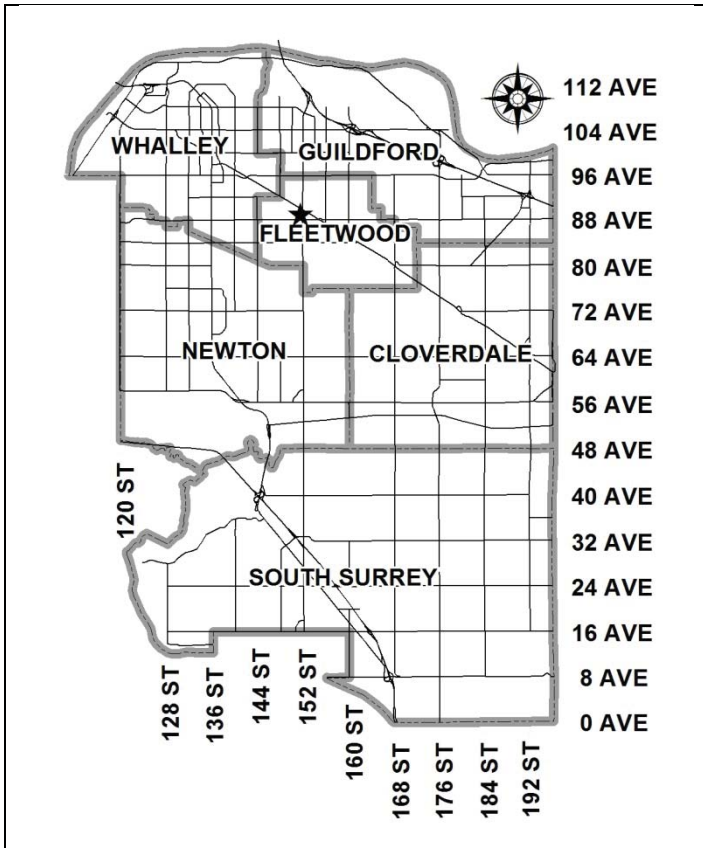 112 AVE
104 AVE
WHALLEY
GUILDFORD
96 AVE
88 AVE
FLEETWOOD
80 AVE
72 AVE
NEWTON
CLOVERDALE
64 AVE
56 AVE
48 AVE
120 ST
40 AVE
32 AVE
SOUTH SURREY
24 AVE
16 AVE
128 ST
136 ST
144 ST
152 ST
160 ST
8 AVE
0 AVE
168 ST
176 ST
184 ST
192 ST